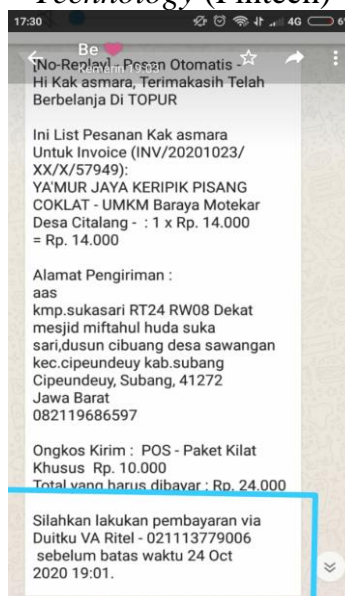 Technology (Fintech)
17:30
4G
Be
Kemarin 19.03
[No-Replay] - Pesan Otomatis -
Hi Kak asmara, Terimakasih Telah
Berbelanja Di TOPUR
Ini List Pesanan Kak asmara
Untuk Invoice (INV/20201023/
XX/X/57949):
YA'MUR JAYA KERIPIK PISANG
COKLAT - UMKM Baraya Motekar
Desa Citalang - : 1 x Rp. 14.000
= Rp. 14.000
Alamat Pengiriman :
aas
kmp.sukasari RT24 RW08 Dekat
mesjid miftahul huda suka
sari,dusun cibuang desa sawangan
kec.cipeundeuy kab.subang
Cipeundeuy, Subang, 41272
Jawa Barat
082119686597
Ongkos Kirim : POS - Paket Kilat
Khusus Rp. 10.000
Total yang harus dibayar : Rp. 24.000
Silahkan lakukan pembayaran via
Duitku VA Ritel - 021113779006
sebelum batas waktu 24 Oct
2020 19:01.